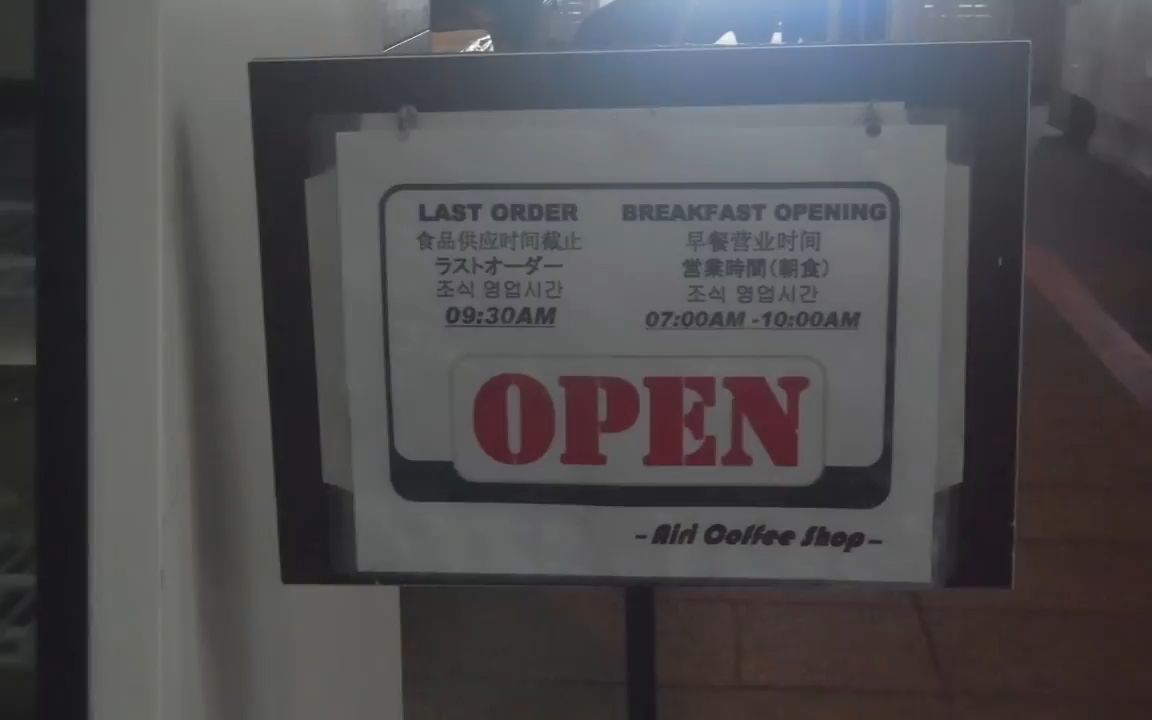 LAST ORDER
食品供应时间截止
ラストオーダー
조식 영업시간
09:30AM
BREAKFAST OPENING
早餐营业时间
営業時間(朝食)
조식 영업시간
07:00AM -10:00AM
OPEN
- Airi Coffee Shop -